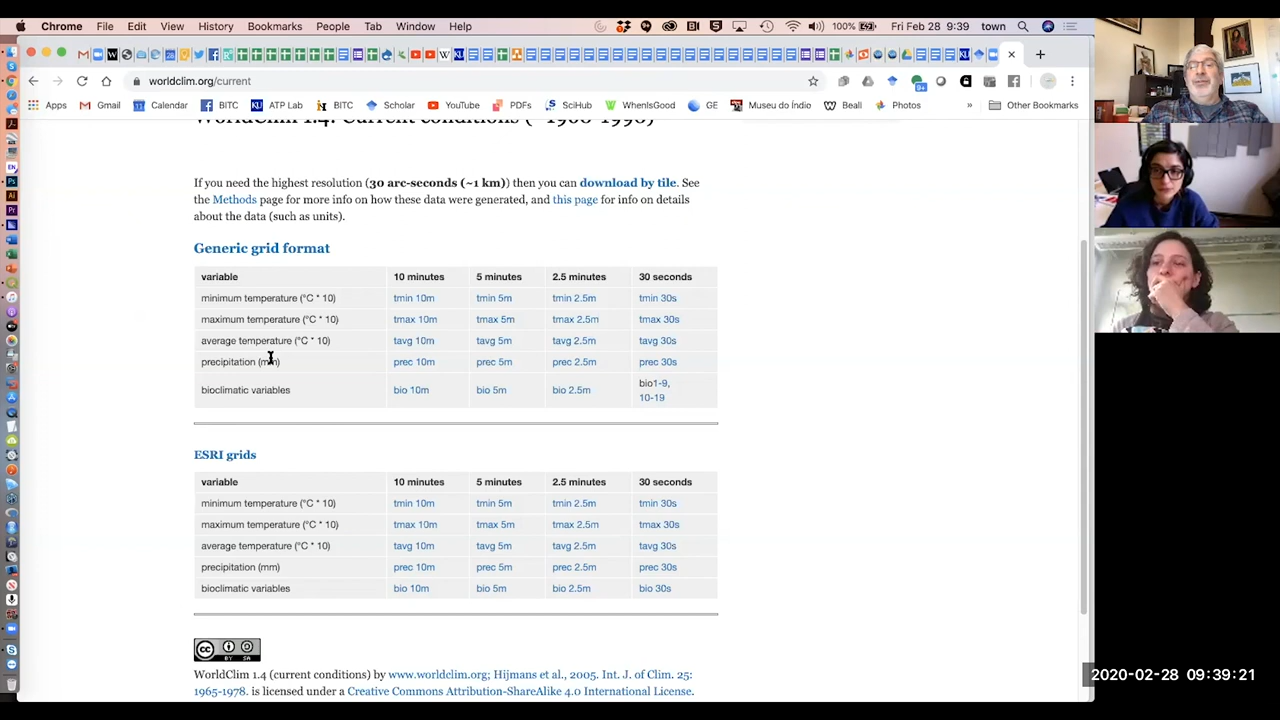 Chrome File Edit View History Bookmarks People Tab Window Help 100% Fri Feb 28 9:39 town
worldclim.org/current
Apps Gmail Calendar BITC ATP Lab BITC Scholar YouTube PDFs SciHub WhenIsGood GE Museu do Índio Beall Photos » Other Bookmarks
WorldClim 1.4: Current conditions (~1960-1990)
If you need the highest resolution (30 arc-seconds (~1 km)) then you can download by tile. See
the Methods page for more info on how these data were generated, and this page for info on details
about the data (such as units).
Generic grid format
variable 10 minutes 5 minutes 2.5 minutes 30 seconds
minimum temperature (°C * 10) tmin 10m tmin 5m tmin 2.5m tmin 30s
maximum temperature (°C * 10) tmax 10m tmax 5m tmax 2.5m tmax 30s
average temperature (°C * 10) tavg 10m tavg 5m tavg 2.5m tavg 30s
precipitation (mm) prec 10m prec 5m prec 2.5m prec 30s
bioclimatic variables bio 10m bio 5m bio 2.5m bio1-9,
10-19
ESRI grids
variable 10 minutes 5 minutes 2.5 minutes 30 seconds
minimum temperature (°C * 10) tmin 10m tmin 5m tmin 2.5m tmin 30s
maximum temperature (°C * 10) tmax 10m tmax 5m tmax 2.5m tmax 30s
average temperature (°C * 10) tavg 10m tavg 5m tavg 2.5m tavg 30s
precipitation (mm) prec 10m prec 5m prec 2.5m prec 30s
bioclimatic variables bio 10m bio 5m bio 2.5m bio 30s
WorldClim 1.4 (current conditions) by www.worldclim.org; Hijmans et al., 2005. Int. J. of Clim. 25:
1965-1978. is licensed under a Creative Commons Attribution-ShareAlike 4.0 International License.
2020-02-28 09:39:21